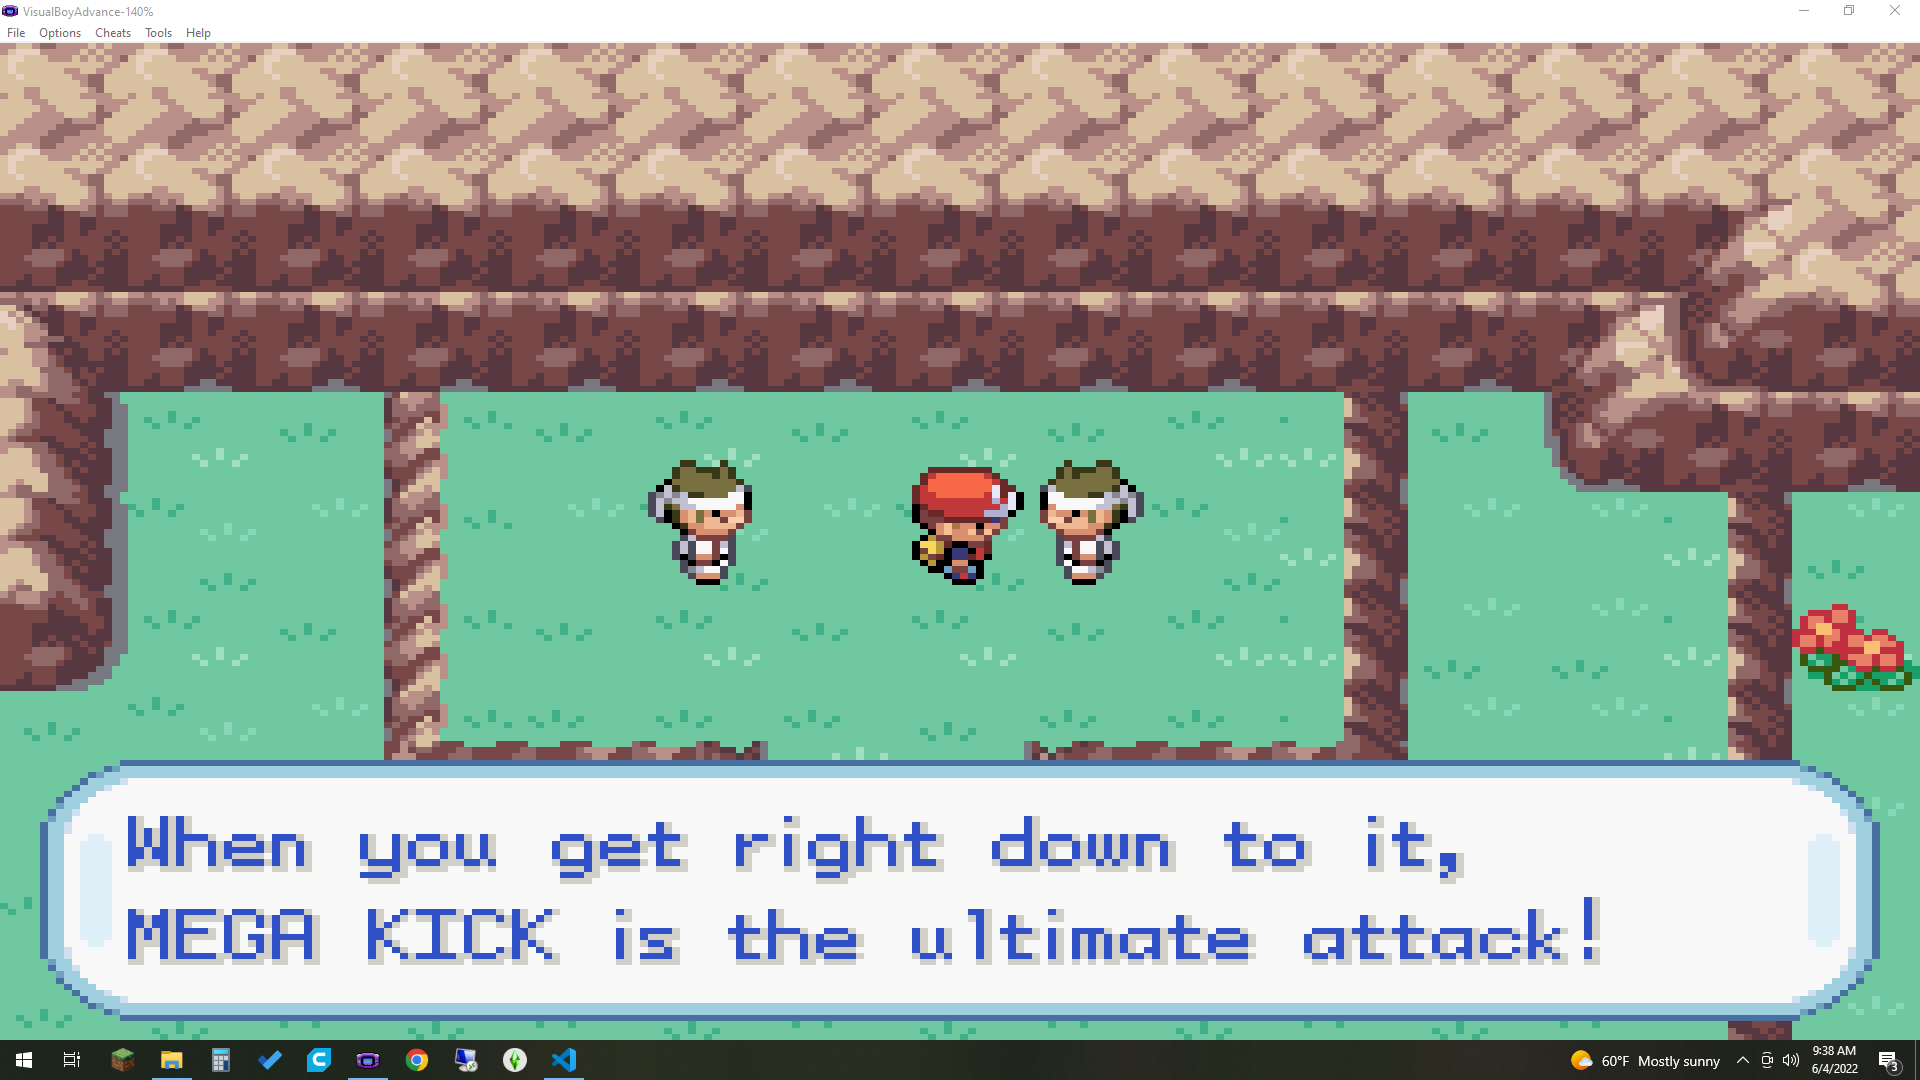 VisualBoyAdvance-140%
File Options Cheats Tools Help
When you get right down to it,
MEGA KICK is the ultimate attack!
60°F Mostly sunny
9:38 AM
6/4/2022
3